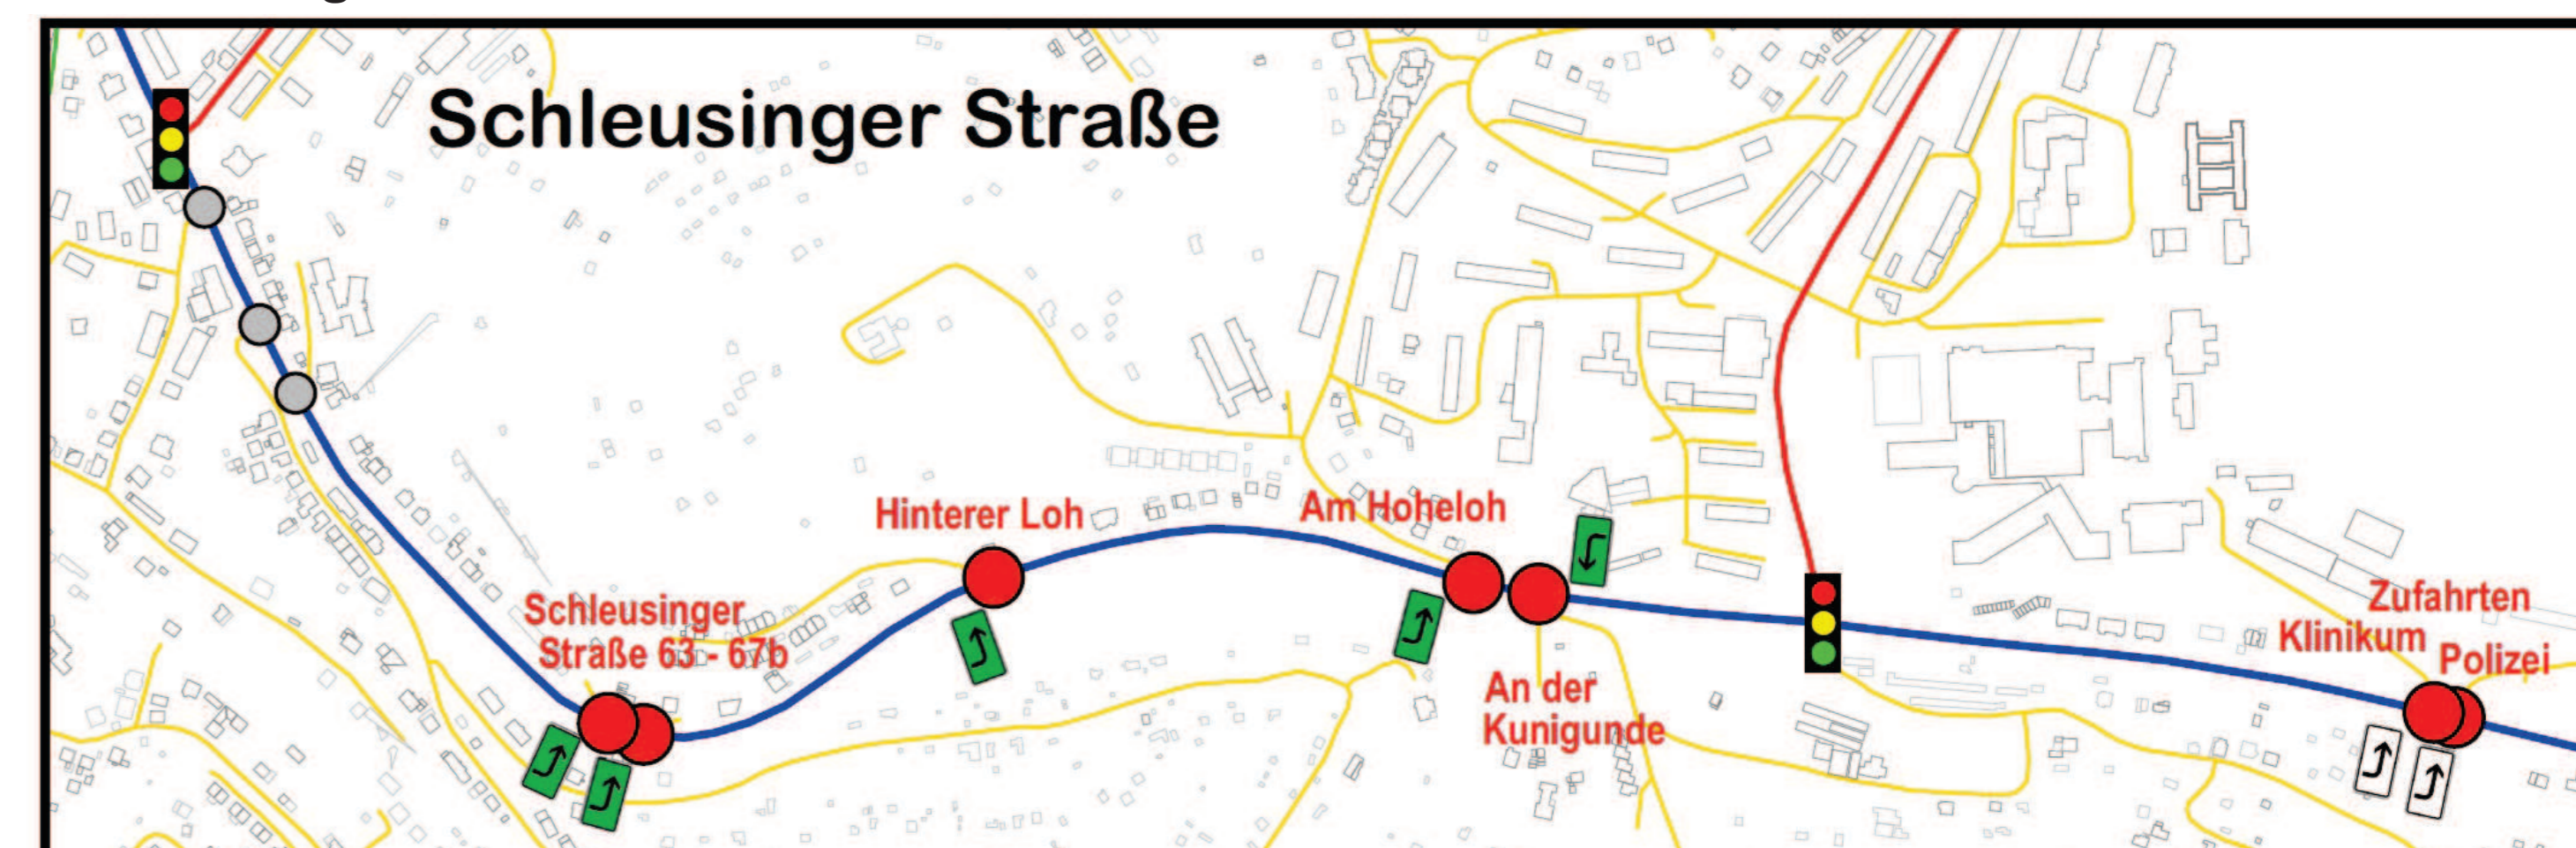 Schleusinger Straße
Hinterer Loh
Am Hoheloh
Schleusinger
Straße 63 - 67b
Zufahrten
Klinikum
Polizei
An der
Kunigunde